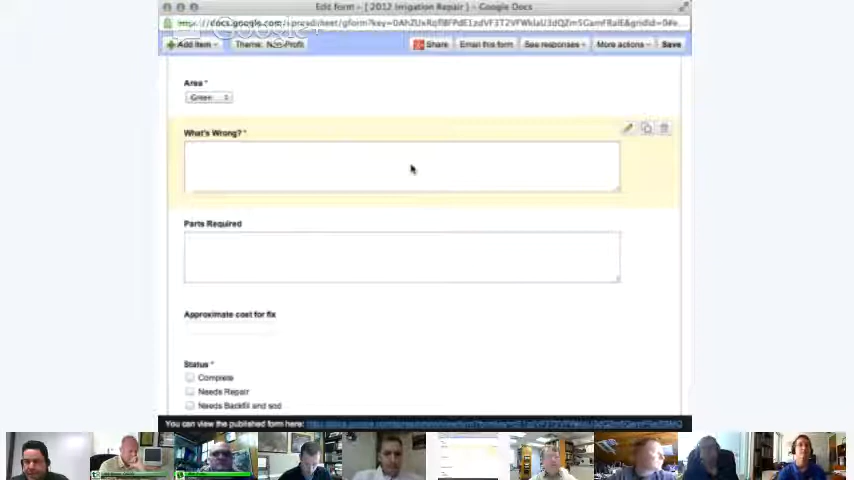 Edit form - [ 2012 Irrigation Repair ] - Google Docs
Google+
Add item
Theme: Non-Profit
Share
Email this form
See responses
More actions
Save
Area *
Green
What's Wrong? *
Parts Required
Approximate cost for fix
Status *
Complete
Needs Repair
Needs Backfill and sod
You can view the published form here: